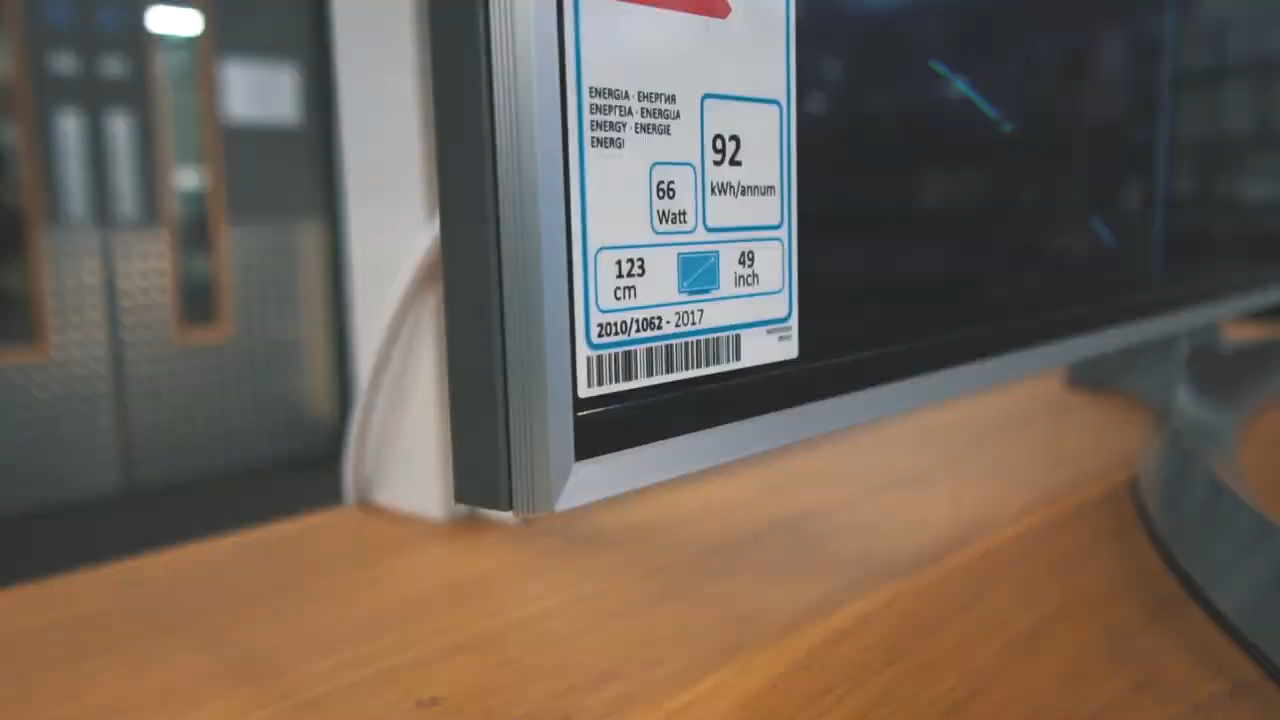 ENERGIA · ЕНЕРГИЯ
ΕΝΕΡΓΕΙΑ · ENERGIJA
ENERGY · ENERGIE
ENERGI
92
kWh/annum
66
Watt
123
cm
49
inch
2010/1062 - 2017